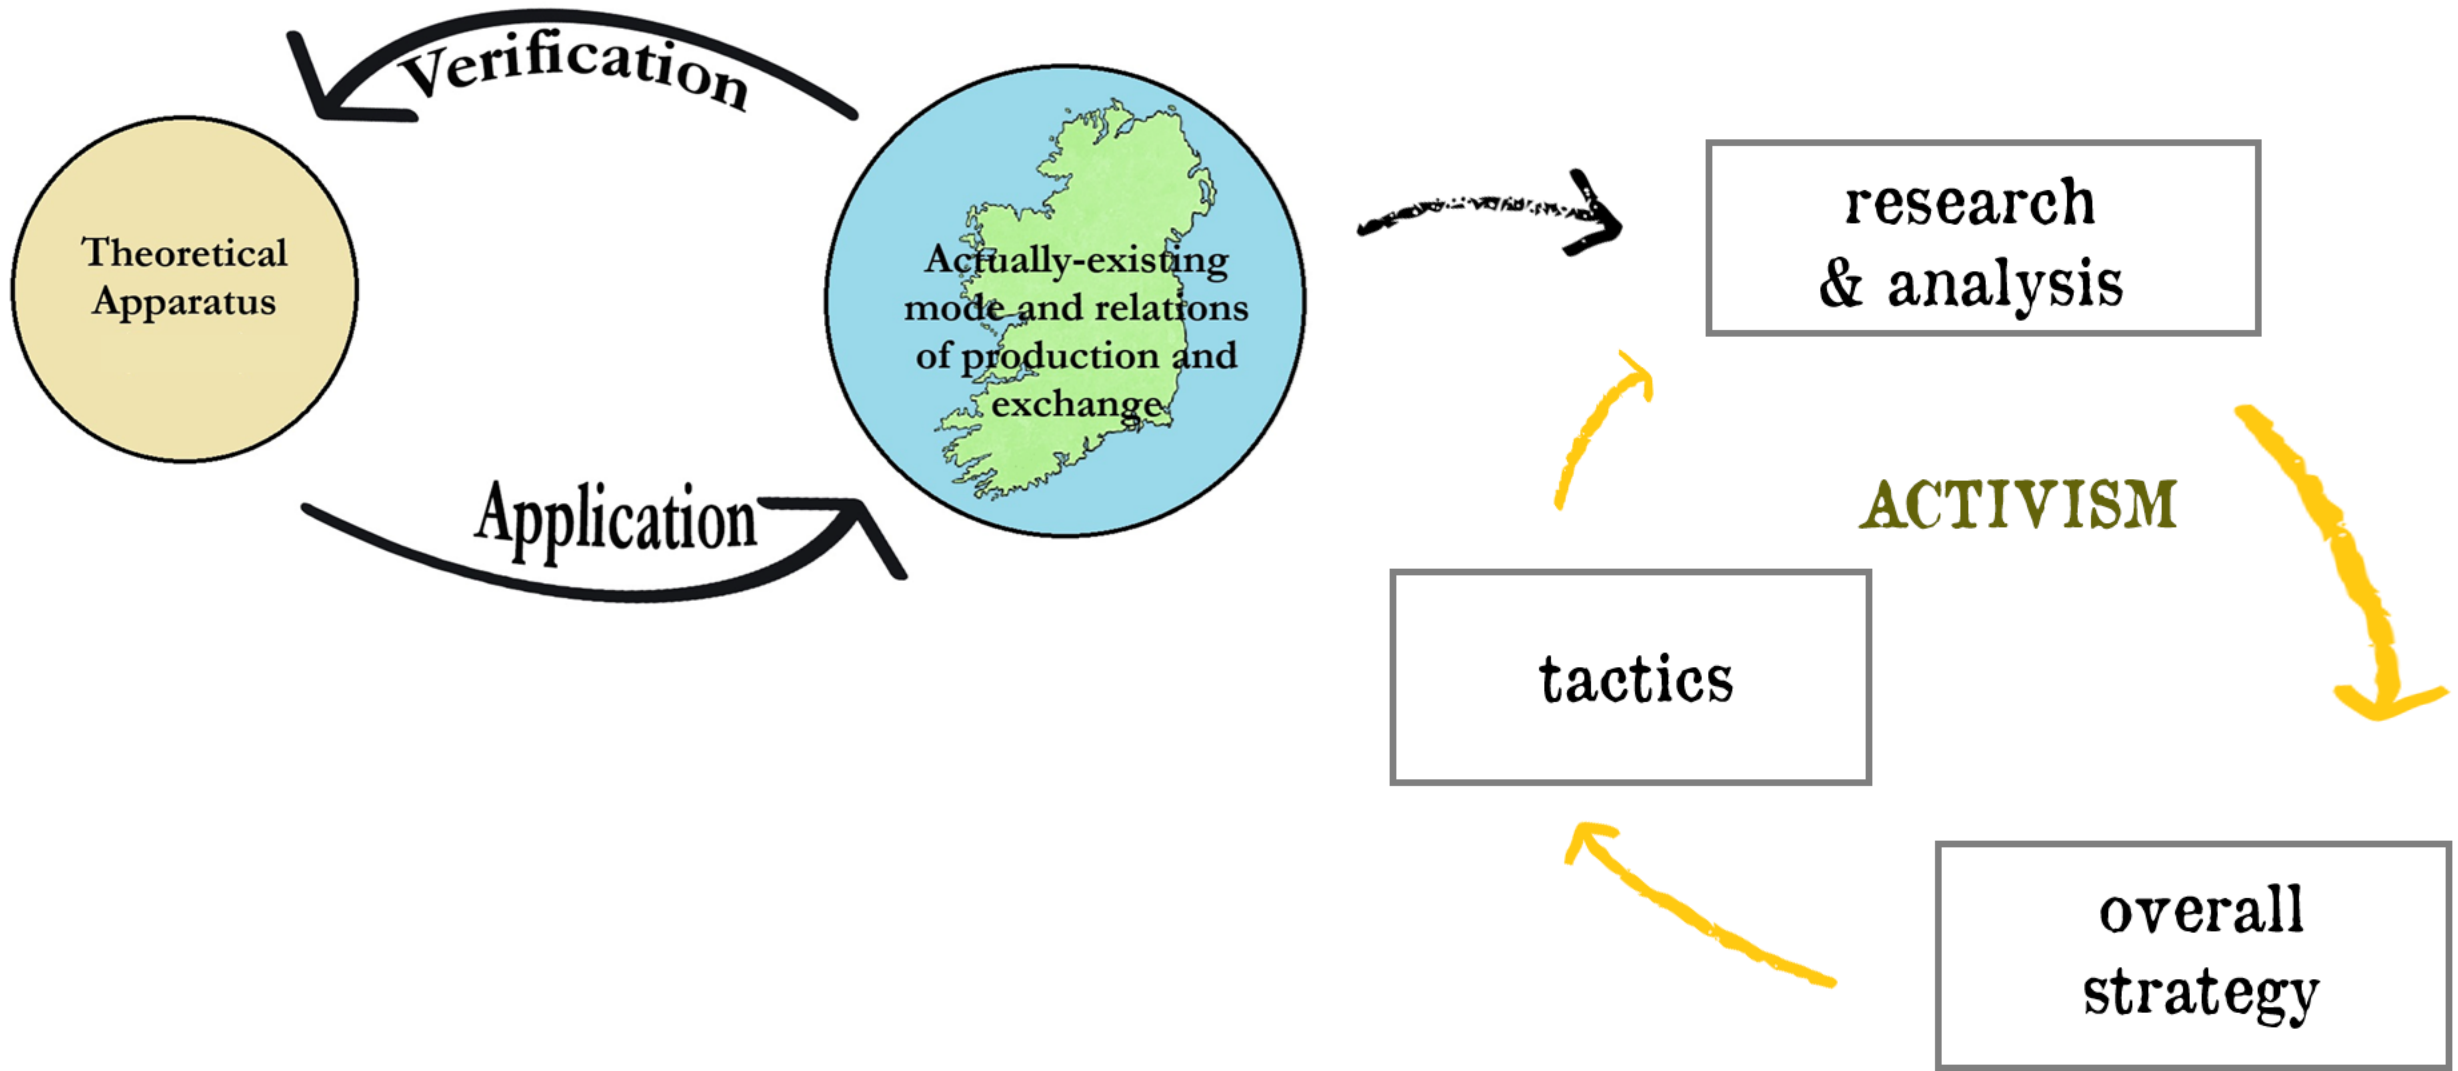 Verification
Theoretical
Apparatus
Application
Actually-existing
mode and relations
of production and
exchange
research
& analysis
ACTIVISM
tactics
overall
strategy